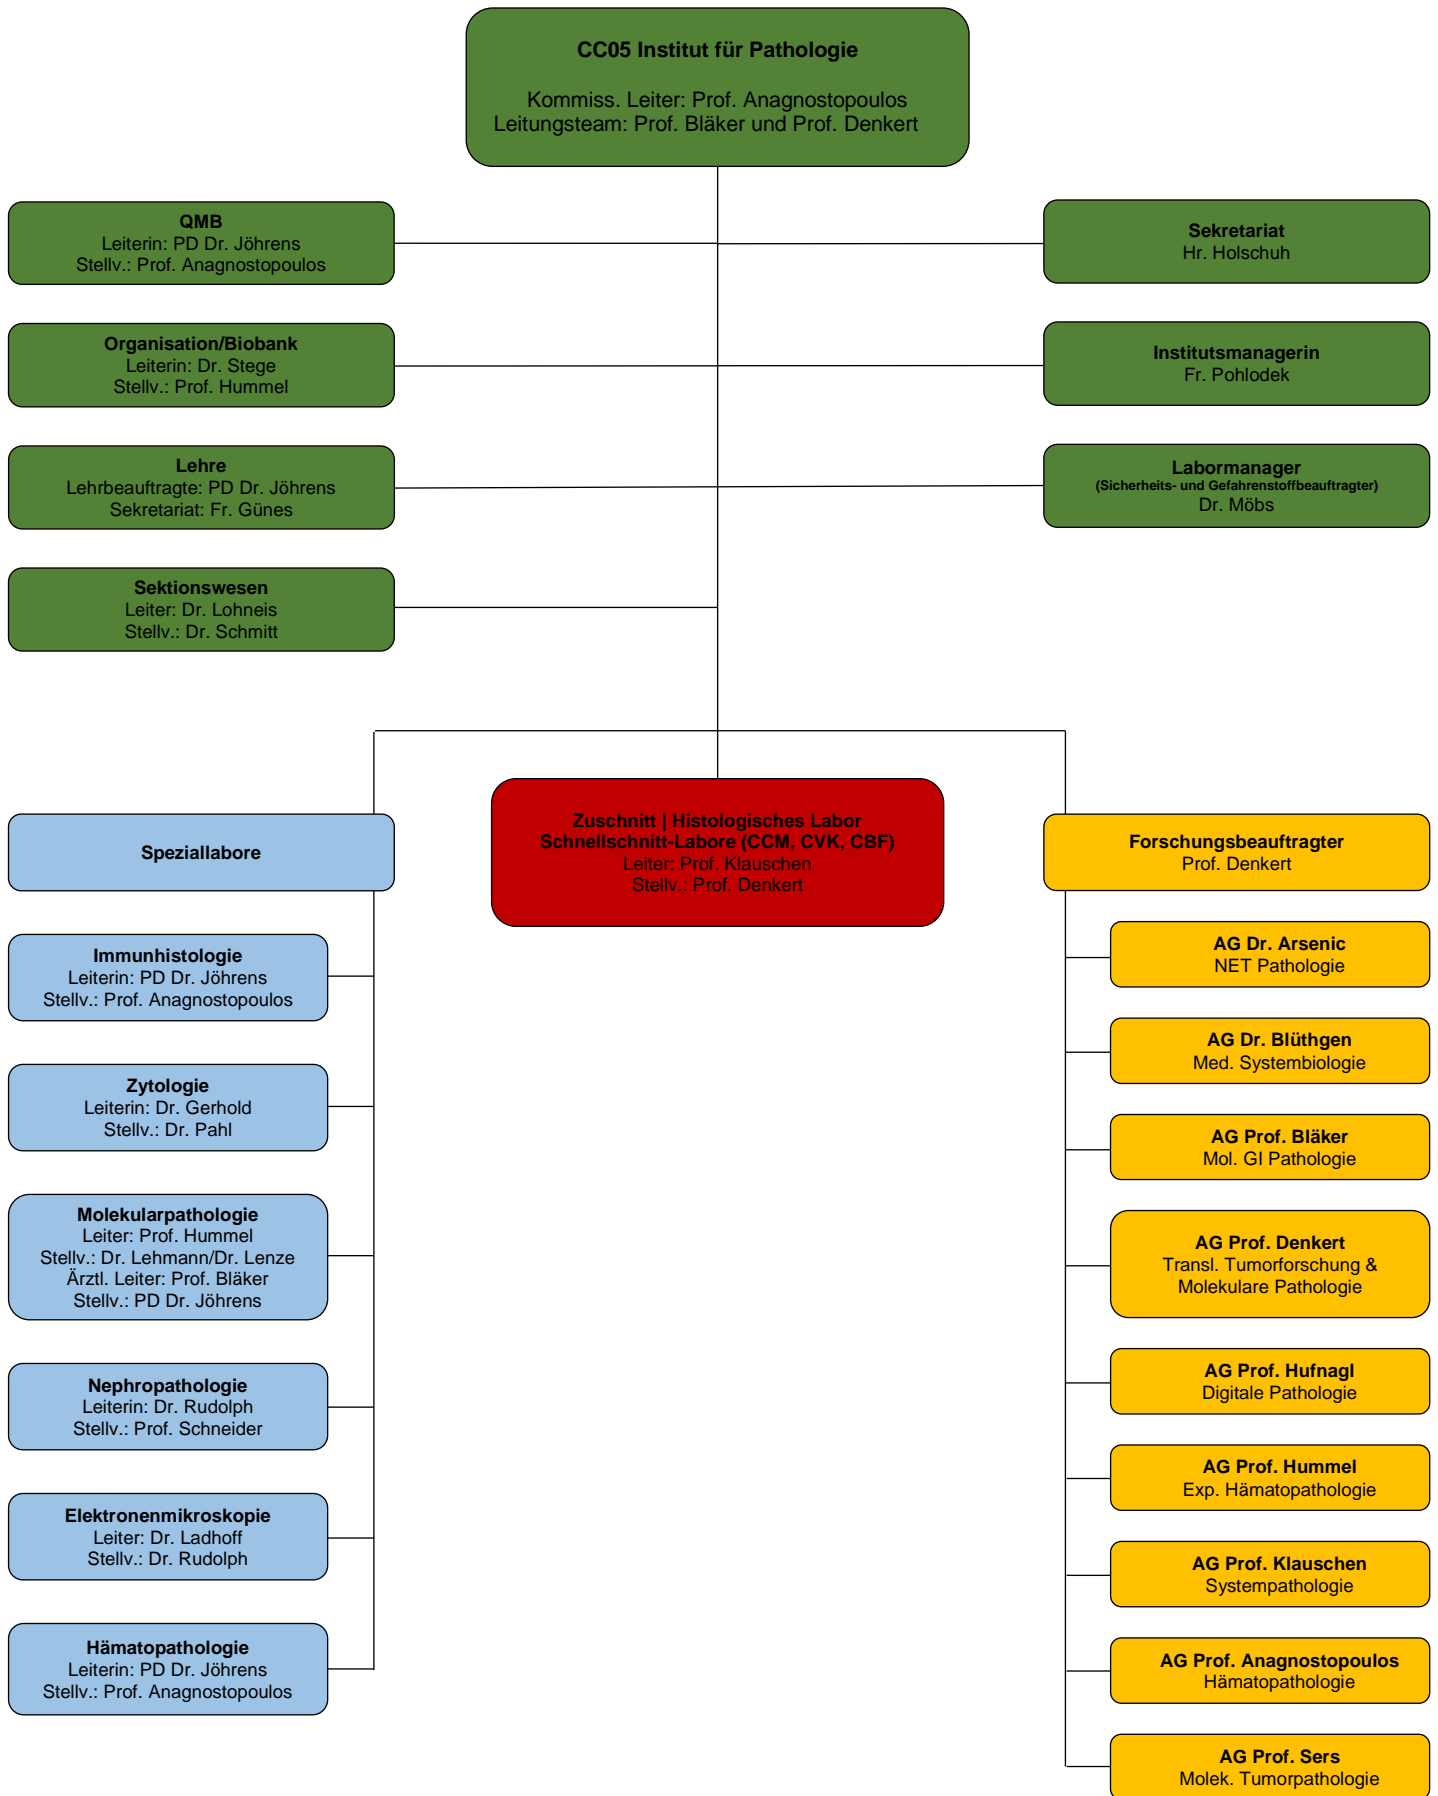 CC05 Institut für Pathologie
Kommiss. Leiter: Prof. Anagnostopoulos
Leitungsteam: Prof. Bläker und Prof. Denkert
QMB
Leiterin: PD Dr. Jöhrens
Stellv.: Prof. Anagnostopoulos
Sekretariat
Hr. Holschuh
Organisation/Biobank
Leiterin: Dr. Stege
Stellv.: Prof. Hummel
Institutsmanagerin
Fr. Pohlodek
Lehre
Lehrbeauftragte: PD Dr. Jöhrens
Sekretariat: Fr. Günes
Labormanager
(Sicherheits- und Gefahrenstoffbeauftragter)
Dr. Möbs
Sektionswesen
Leiter: Dr. Lohneis
Stellv.: Dr. Schmitt
Speziallabore
Zuschnitt | Histologisches Labor
Schnellschnitt-Labore (CCM, CVK, CBF)
Leiter: Prof. Klauschen
Stellv.: Prof. Denkert
Forschungsbeauftragter
Prof. Denkert
Immunhistologie
Leiterin: PD Dr. Jöhrens
Stellv.: Prof. Anagnostopoulos
Zytologie
Leiterin: Dr. Gerhold
Stellv.: Dr. Pahl
Molekularpathologie
Leiter: Prof. Hummel
Stellv.: Dr. Lehmann/Dr. Lenze
Ärztl. Leiter: Prof. Bläker
Stellv.: PD Dr. Jöhrens
Nephropathologie
Leiterin: Dr. Rudolph
Stellv.: Prof. Schneider
Elektronenmikroskopie
Leiter: Dr. Ladhoff
Stellv.: Dr. Rudolph
Hämatopathologie
Leiterin: PD Dr. Jöhrens
Stellv.: Prof. Anagnostopoulos
AG Dr. Arsenic
NET Pathologie
AG Dr. Blüthgen
Med. Systembiologie
AG Prof. Bläker
Mol. GI Pathologie
AG Prof. Denkert
Transl. Tumorforschung &
Molekulare Pathologie
AG Prof. Hufnagl
Digitale Pathologie
AG Prof. Hummel
Exp. Hämatopathologie
AG Prof. Klauschen
Systempathologie
AG Prof. Anagnostopoulos
Hämatopathologie
AG Prof. Sers
Molek. Tumorpathologie